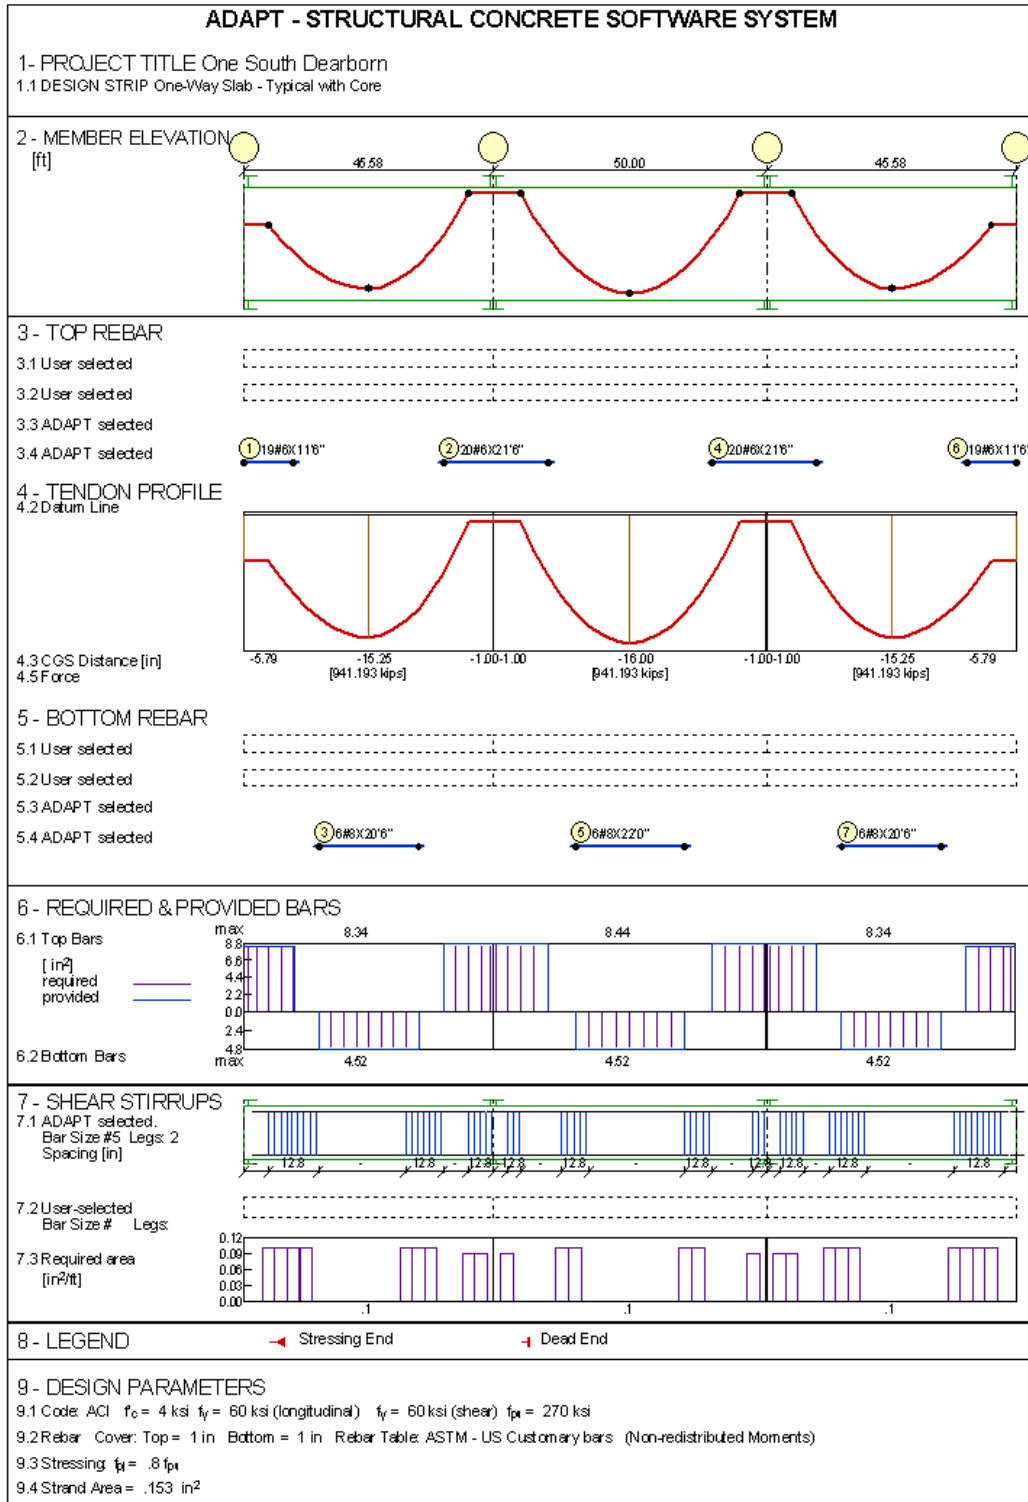 ADAPT - STRUCTURAL CONCRETE SOFTWARE SYSTEM
1- PROJECT TITLE One South Dearborn
1.1 DESIGN STRIP One-Way Slab - Typical with Core
2 - MEMBER ELEVATION
[ft]
45.58 50.00 45.58
3 - TOP REBAR
3.1 User selected
3.2 User selected
3.3 ADAPT selected
3.4 ADAPT selected
1 19#6X11'6" 2 20#6X21'6" 4 20#6X21'6" 6 19#6X11'6"
4 - TENDON PROFILE
4.2 Datum Line
4.3 CGS Distance [in] -5.79 -15.25 -1.00-1.00 -16.00 -1.00-1.00 -15.25 -5.79
4.5 Force [941.193 kips] [941.193 kips] [941.193 kips]
5 - BOTTOM REBAR
5.1 User selected
5.2 User selected
5.3 ADAPT selected
5.4 ADAPT selected
3 6#8X20'6" 5 6#8X22'0" 7 6#8X20'6"
6 - REQUIRED & PROVIDED BARS
6.1 Top Bars
max 8.34 8.44 8.34
[ in²]
required
provided
8.8
6.6
4.4
2.2
0.0
2.4
4.8
6.2 Bottom Bars
max 4.52 4.52 4.52
7 - SHEAR STIRRUPS
7.1 ADAPT selected.
Bar Size #5 Legs: 2
Spacing [in]
- 12.8 - 12.8 - 12.8 - 12.8 - 12.8 - 12.8 - 12.8 - 12.8 - 12.8 - 12.8 -
7.2 User-selected
Bar Size # Legs:
7.3 Required area
[in²/ft]
0.12
0.09
0.06
0.03
0.00
.1 .1 .1
8 - LEGEND Stressing End Dead End
9 - DESIGN PARAMETERS
9.1 Code: ACI f'c = 4 ksi fy = 60 ksi (longitudinal) fy = 60 ksi (shear) fpu = 270 ksi
9.2 Rebar Cover: Top = 1 in Bottom = 1 in Rebar Table: ASTM - US Customary bars (Non-redistributed Moments)
9.3 Stressing: fpj = .8 fpu
9.4 Strand Area = .153 in²